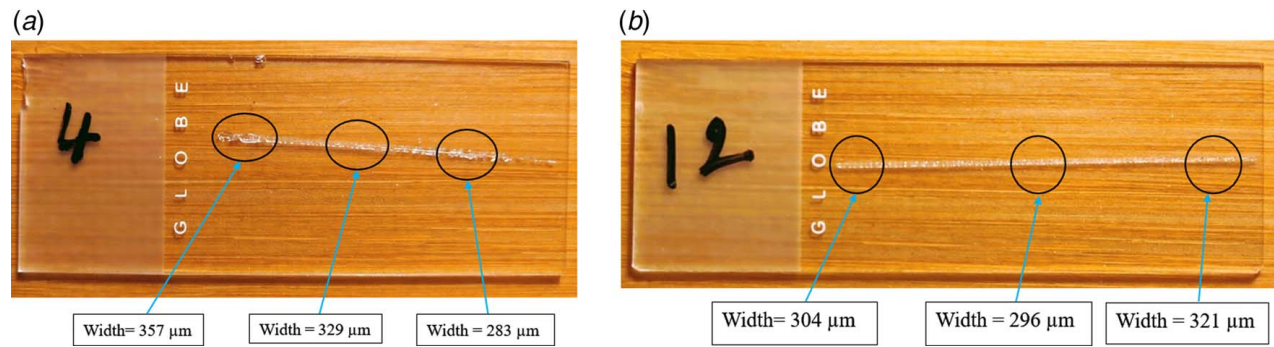 (a)
4
GLOBE
Width= 357 µm
Width = 329 µm
Width = 283 µm
(b)
12
GLOBE
Width= 304 µm
Width = 296 µm
Width = 321 µm